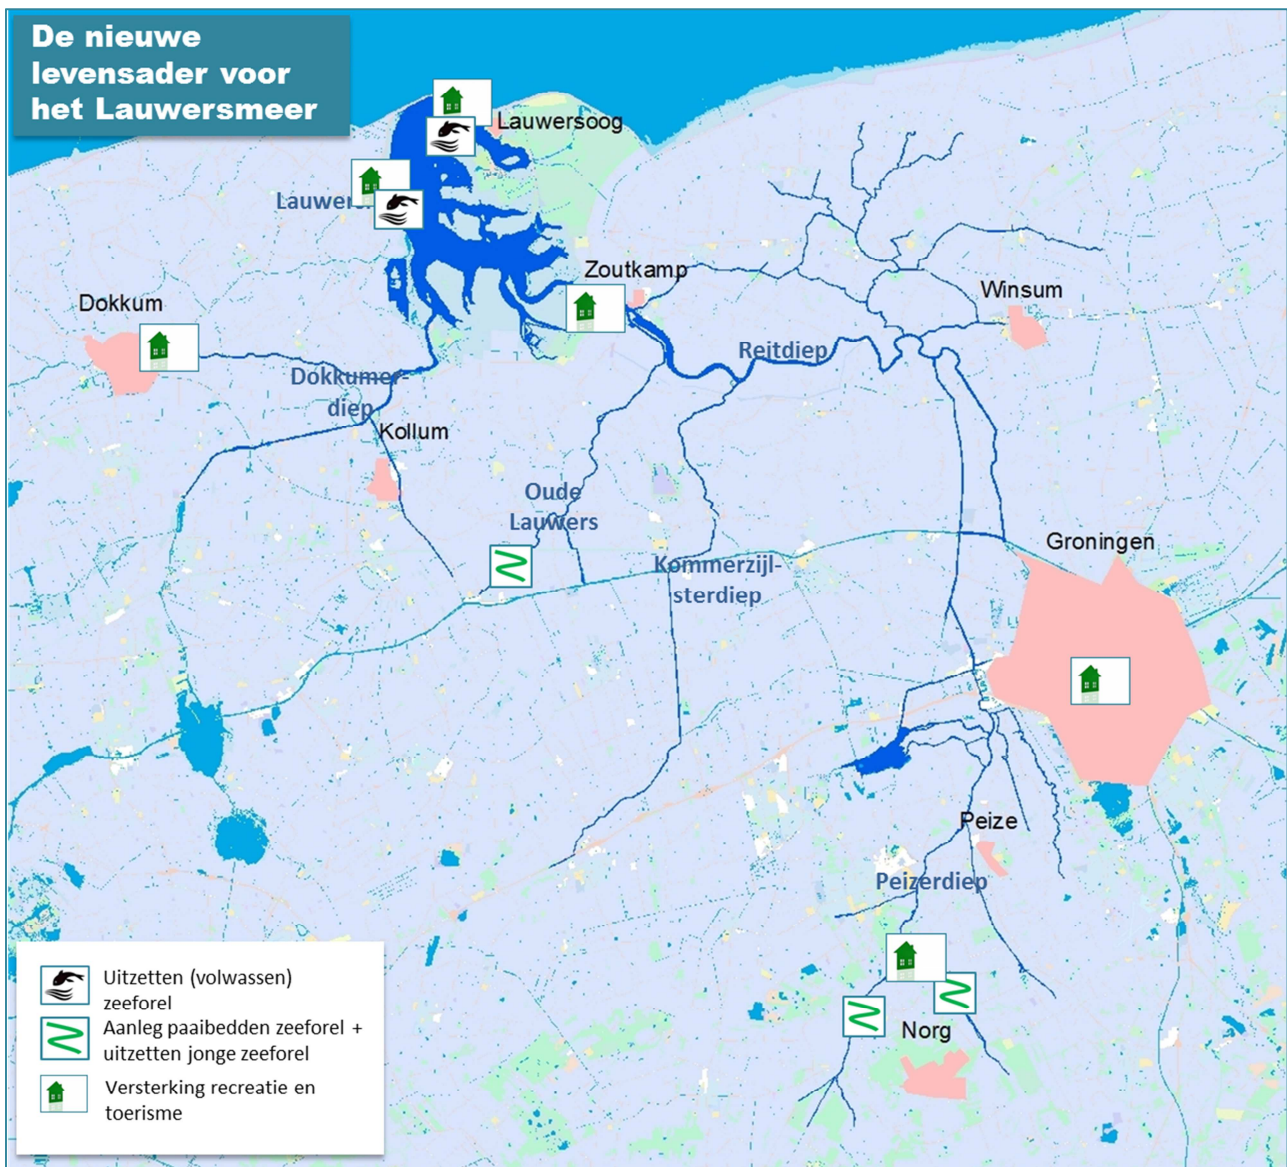 De nieuwe
levensader voor
het Lauwersmeer
Lauwersoog
Zoutkamp
Dokkum
Winsum
Reitdiep
Dokkumer-
diep
Kollum
Oude
Lauwers
Groningen
Kommerzijl-
sterdiep
Peize
Peizerdiep
Norg
Uitzetten (volwassen)
zeeforel
Aanleg paaibedden zeeforel +
uitzetten jonge zeeforel
Versterking recreatie en
toerisme